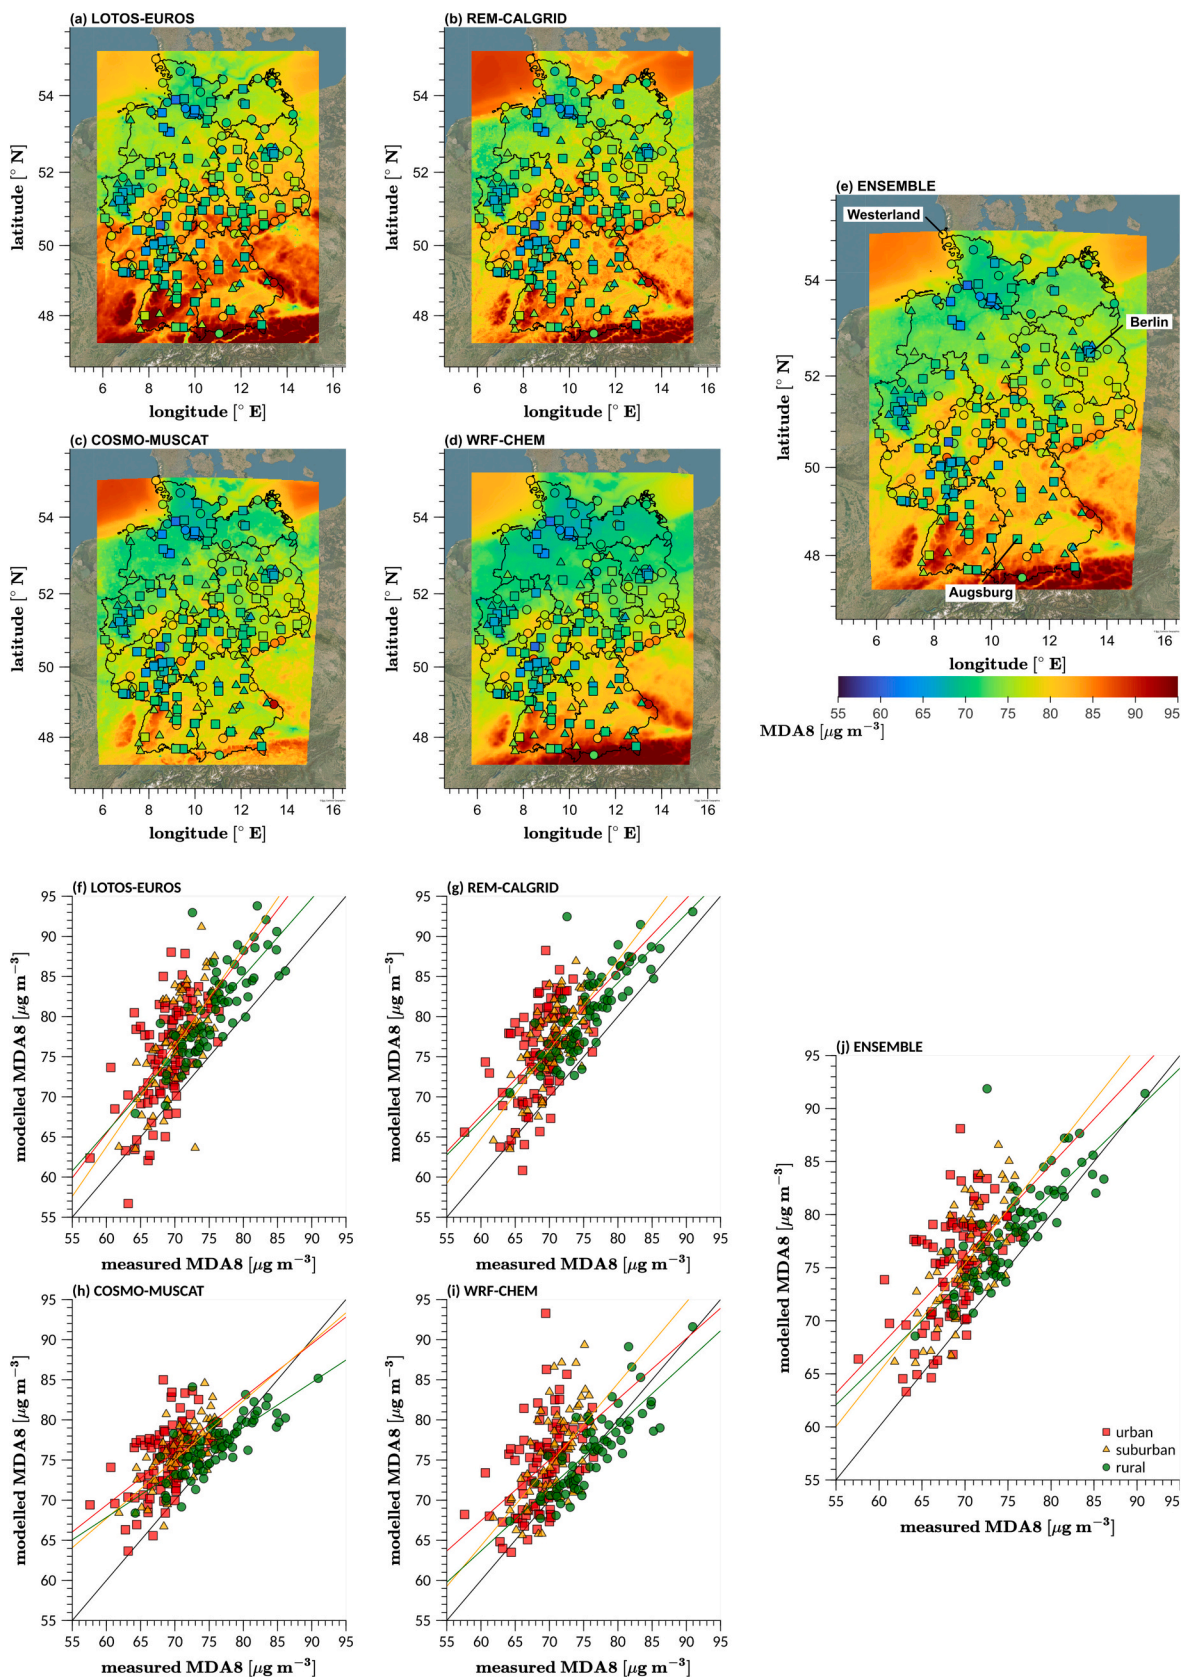 (a) LOTOS-EUROS
(b) REM-CALGRID
54
52
50
48
latitude [° N]
6 8 10 12 14 16
longitude [° E]
54
52
50
48
latitude [° N]
6 8 10 12 14 16
longitude [° E]
(c) COSMO-MUSCAT
(d) WRF-CHEM
54
52
50
48
latitude [° N]
6 8 10 12 14 16
longitude [° E]
54
52
50
48
latitude [° N]
6 8 10 12 14 16
longitude [° E]
(e) ENSEMBLE
Westerland
Berlin
Augsburg
54
52
50
48
latitude [° N]
6 8 10 12 14 16
longitude [° E]
55 60 65 70 75 80 85 90 95
MDA8 [μg m⁻³]
(f) LOTOS-EUROS
95
90
85
80
75
70
65
60
55
modelled MDA8 [μg m⁻³]
55 60 65 70 75 80 85 90 95
measured MDA8 [μg m⁻³]
(g) REM-CALGRID
95
90
85
80
75
70
65
60
55
modelled MDA8 [μg m⁻³]
55 60 65 70 75 80 85 90 95
measured MDA8 [μg m⁻³]
(h) COSMO-MUSCAT
95
90
85
80
75
70
65
60
55
modelled MDA8 [μg m⁻³]
55 60 65 70 75 80 85 90 95
measured MDA8 [μg m⁻³]
(i) WRF-CHEM
95
90
85
80
75
70
65
60
55
modelled MDA8 [μg m⁻³]
55 60 65 70 75 80 85 90 95
measured MDA8 [μg m⁻³]
(j) ENSEMBLE
95
90
85
80
75
70
65
60
55
modelled MDA8 [μg m⁻³]
urban
suburban
rural
55 60 65 70 75 80 85 90 95
measured MDA8 [μg m⁻³]